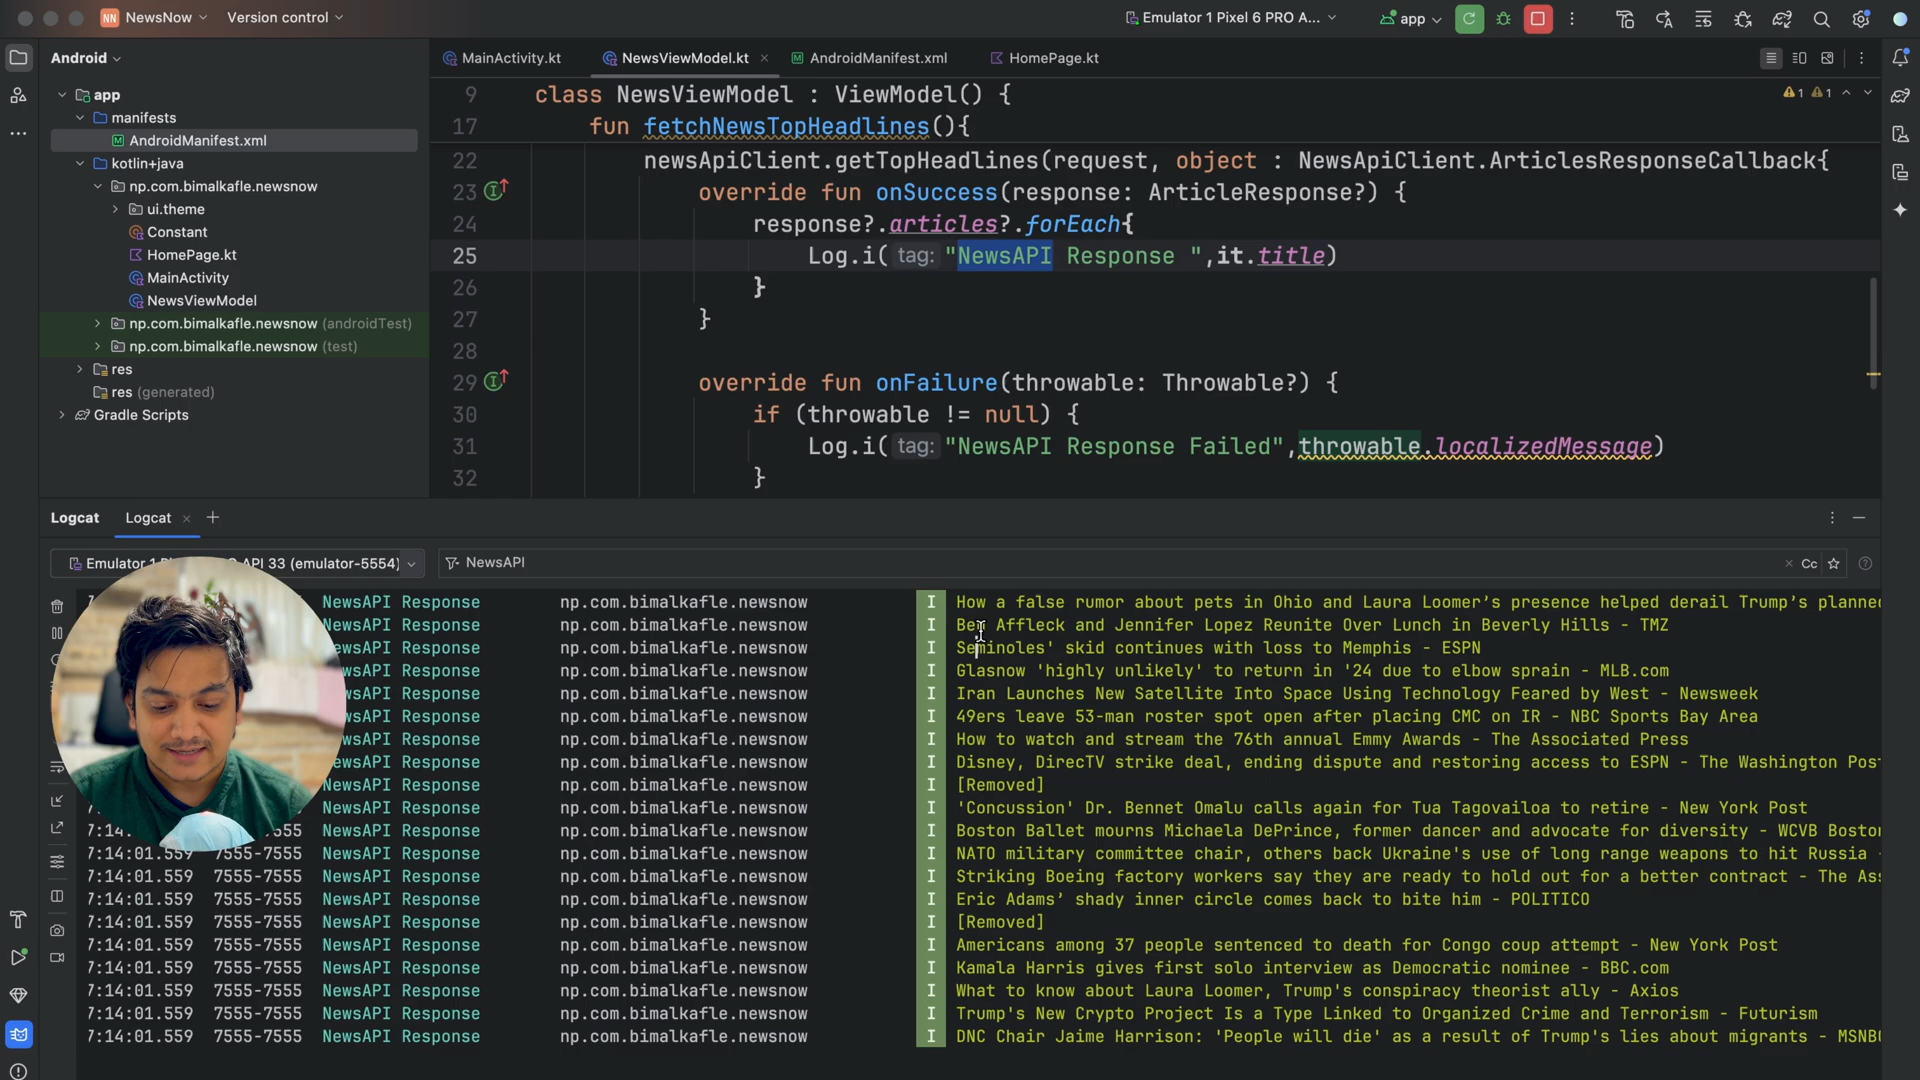 NN NewsNow Version control Emulator 1 Pixel 6 PRO A... app
Android
MainActivity.kt NewsViewModel.kt AndroidManifest.xml HomePage.kt
app
manifests
AndroidManifest.xml
kotlin+java
np.com.bimalkafle.newsnow
ui.theme
Constant
HomePage.kt
MainActivity
NewsViewModel
np.com.bimalkafle.newsnow (androidTest)
np.com.bimalkafle.newsnow (test)
res
res (generated)
Gradle Scripts
1 1
9 class NewsViewModel : ViewModel() {
17 fun fetchNewsTopHeadlines(){
22 newsApiClient.getTopHeadlines(request, object : NewsApiClient.ArticlesResponseCallback{
23 override fun onSuccess(response: ArticleResponse?) {
24 response?.articles?.forEach{
25 Log.i( tag: "NewsAPI Response ",it.title)
26 }
27 }
28
29 override fun onFailure(throwable: Throwable?) {
30 if (throwable != null) {
31 Log.i( tag: "NewsAPI Response Failed",throwable.localizedMessage)
32 }
Logcat Logcat
Emulator 1 API 33 (emulator-5554) NewsAPI Cc
NewsAPI Response np.com.bimalkafle.newsnow I How a false rumor about pets in Ohio and Laura Loomer’s presence helped derail Trump’s planned
NewsAPI Response np.com.bimalkafle.newsnow I Ben Affleck and Jennifer Lopez Reunite Over Lunch in Beverly Hills - TMZ
NewsAPI Response np.com.bimalkafle.newsnow I Seminoles' skid continues with loss to Memphis - ESPN
NewsAPI Response np.com.bimalkafle.newsnow I Glasnow 'highly unlikely' to return in '24 due to elbow sprain - MLB.com
NewsAPI Response np.com.bimalkafle.newsnow I Iran Launches New Satellite Into Space Using Technology Feared by West - Newsweek
NewsAPI Response np.com.bimalkafle.newsnow I 49ers leave 53-man roster spot open after placing CMC on IR - NBC Sports Bay Area
NewsAPI Response np.com.bimalkafle.newsnow I How to watch and stream the 76th annual Emmy Awards - The Associated Press
NewsAPI Response np.com.bimalkafle.newsnow I Disney, DirecTV strike deal, ending dispute and restoring access to ESPN - The Washington Post
NewsAPI Response np.com.bimalkafle.newsnow I [Removed]
NewsAPI Response np.com.bimalkafle.newsnow I 'Concussion' Dr. Bennet Omalu calls again for Tua Tagovailoa to retire - New York Post
7:14:01.559 7555-7555 NewsAPI Response np.com.bimalkafle.newsnow I Boston Ballet mourns Michaela DePrince, former dancer and advocate for diversity - WCVB Boston
7:14:01.559 7555-7555 NewsAPI Response np.com.bimalkafle.newsnow I NATO military committee chair, others back Ukraine's use of long range weapons to hit Russia -
7:14:01.559 7555-7555 NewsAPI Response np.com.bimalkafle.newsnow I Striking Boeing factory workers say they are ready to hold out for a better contract - The Ass
7:14:01.559 7555-7555 NewsAPI Response np.com.bimalkafle.newsnow I Eric Adams’ shady inner circle comes back to bite him - POLITICO
7:14:01.559 7555-7555 NewsAPI Response np.com.bimalkafle.newsnow I [Removed]
7:14:01.559 7555-7555 NewsAPI Response np.com.bimalkafle.newsnow I Americans among 37 people sentenced to death for Congo coup attempt - New York Post
7:14:01.559 7555-7555 NewsAPI Response np.com.bimalkafle.newsnow I Kamala Harris gives first solo interview as Democratic nominee - BBC.com
7:14:01.559 7555-7555 NewsAPI Response np.com.bimalkafle.newsnow I What to know about Laura Loomer, Trump's conspiracy theorist ally - Axios
7:14:01.559 7555-7555 NewsAPI Response np.com.bimalkafle.newsnow I Trump's New Crypto Project Is a Type Linked to Organized Crime and Terrorism - Futurism
7:14:01.559 7555-7555 NewsAPI Response np.com.bimalkafle.newsnow I DNC Chair Jaime Harrison: 'People will die' as a result of Trump's lies about migrants - MSNBC